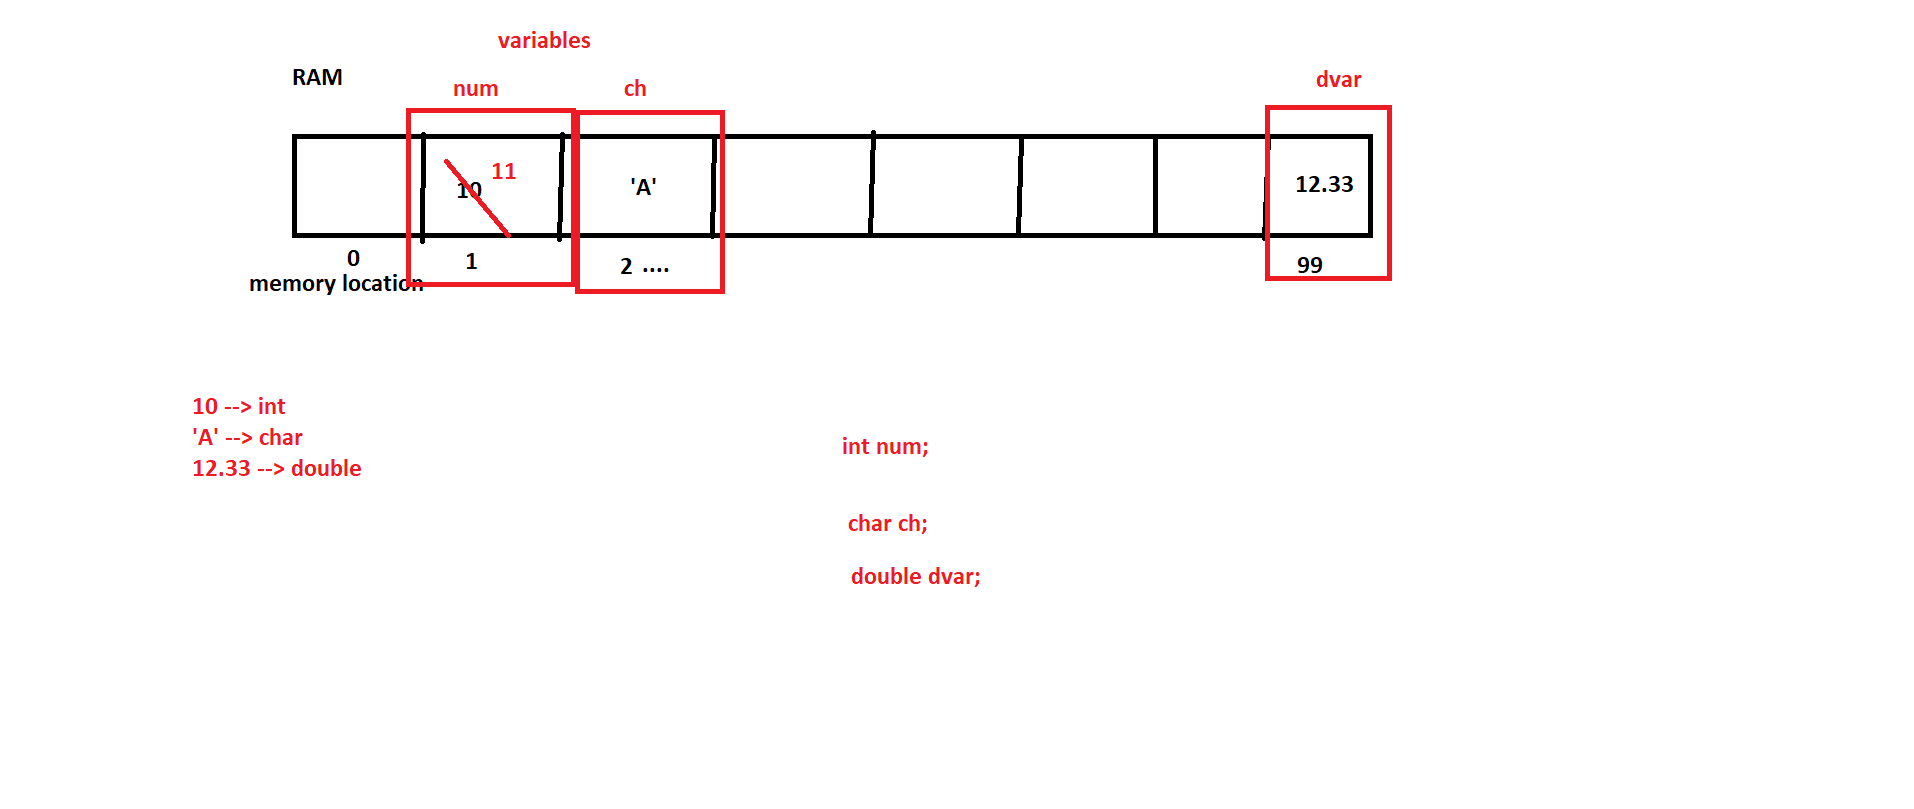 variables
RAM
num
ch
dvar
10
11
'A'
12.33
0
1
2 ....
99
memory location
10 --> int
'A' --> char
12.33 --> double
int num;
char ch;
double dvar;